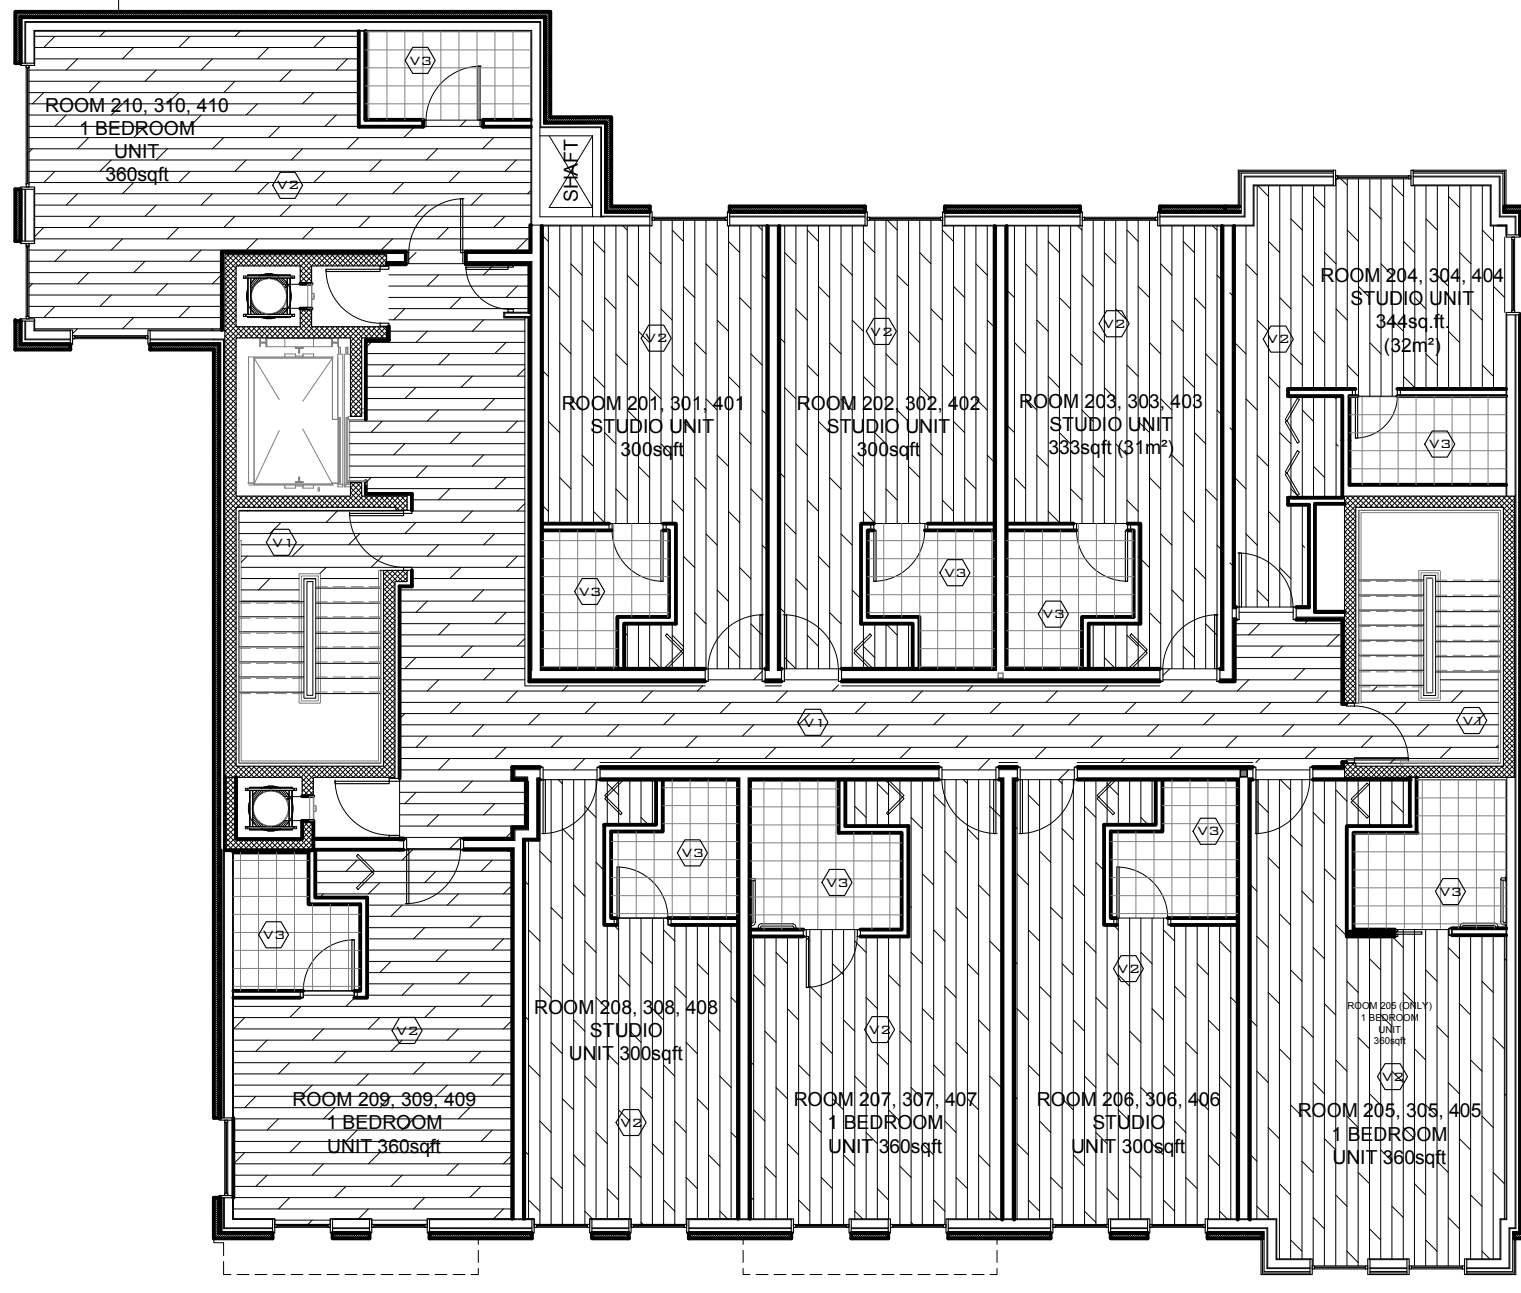 V3
ROOM 210, 310, 410
1 BEDROOM
UNIT
360sqft
V2
SHAFT
ROOM 204, 304, 404
STUDIO UNIT
344sq.ft.
(32m²)
V2
V2
V2
V2
ROOM 201, 301, 401
STUDIO UNIT
300sqft
ROOM 202, 302, 402
STUDIO UNIT
300sqft
ROOM 203, 303, 403
STUDIO UNIT
333sqft (31m²)
V3
V1
V3
V3
V3
V1
V1
V3
V3
V3
V3
V3
V2
ROOM 208, 308, 408
STUDIO
UNIT 300sqft
V2
V2
ROOM 205 (ONLY)
1 BEDROOM
UNIT
360sqft
V2
ROOM 209, 309, 409
1 BEDROOM
UNIT 360sqft
V2
ROOM 207, 307, 407
1 BEDROOM
UNIT 360sqft
ROOM 206, 306, 406
STUDIO
UNIT 300sqft
ROOM 205, 305, 405
1 BEDROOM
UNIT 360sqft